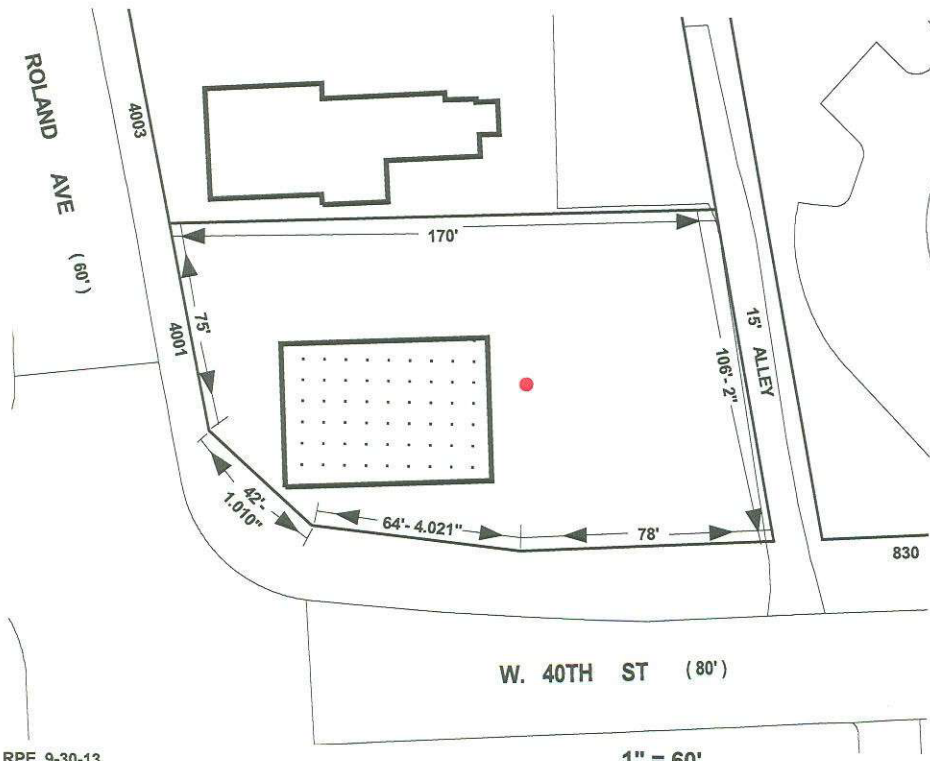 ROLAND AVE (60')
4003
170'
75'
4001
15' ALLEY
106'- 2"
42'-
1.010"
64'- 4.021"
78'
830
W. 40TH ST (80')
RPE 9-30-13
1" = 60'